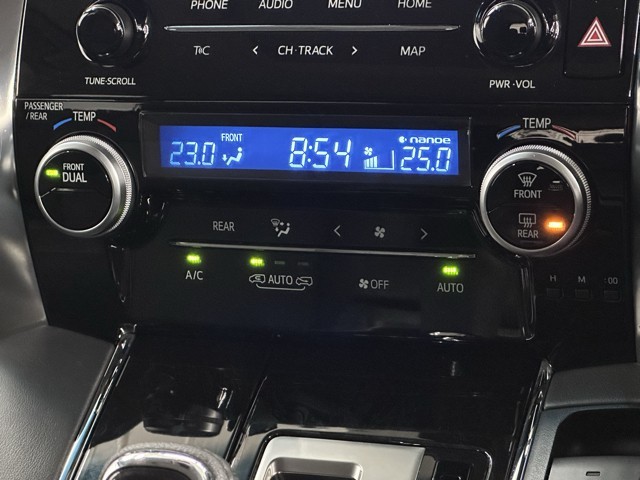 PHONE AUDIO MENU HOME
T&C < CH·TRACK > MAP
TUNE·SCROLL PWR·VOL
PASSENGER
/REAR TEMP TEMP
FRONT nanoe
23.0 8:54 25.0
FRONT
DUAL
FRONT
REAR
REAR < >
A/C AUTO OFF AUTO
H M :00